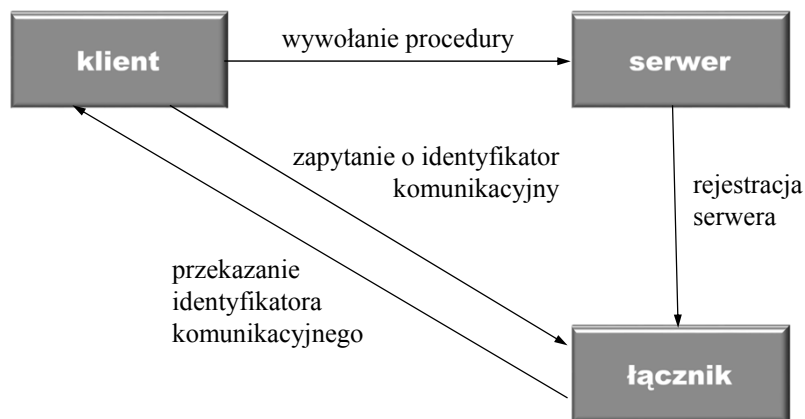 klient
wywołanie procedury
serwer
zapytanie o identyfikator
komunikacyjny
rejestracja
serwera
przekazanie
identyfikatora
komunikacyjnego
łącznik